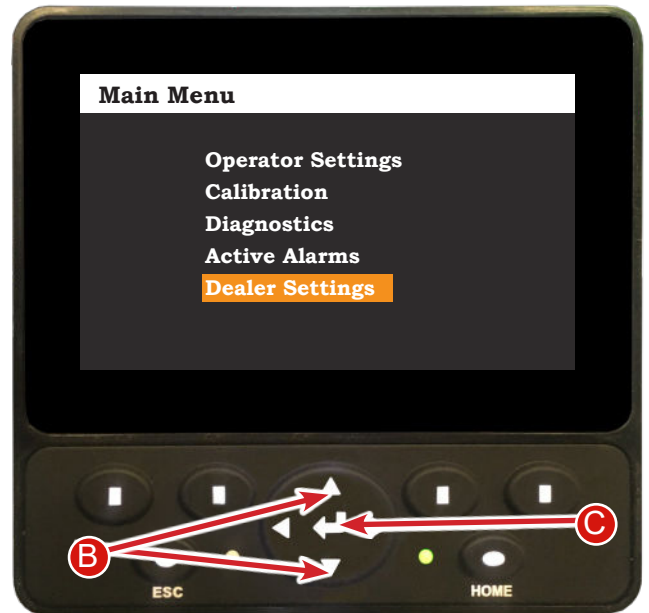 Main Menu
Operator Settings
Calibration
Diagnostics
Active Alarms
Dealer Settings
B
C
ESC
HOME